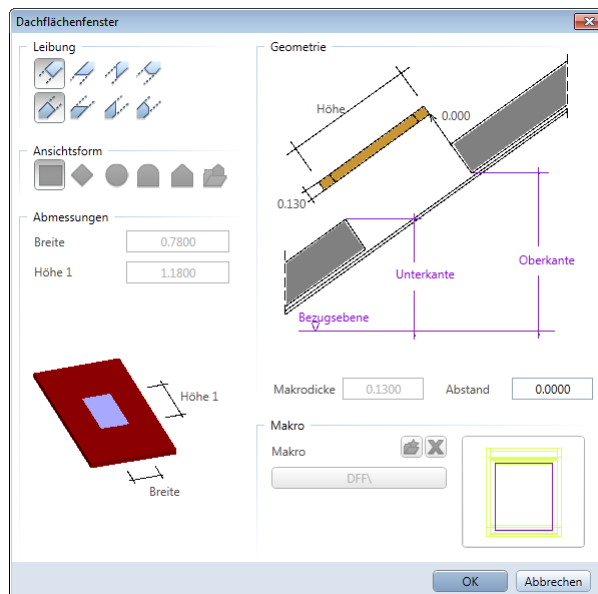 Dachflächenfenster
Leibung
Ansichtsform
Abmessungen
Breite 0.7800
Höhe 1 1.1800
Höhe 1
Breite
Geometrie
Höhe
0.000
0.130
Unterkante
Oberkante
Bezugsebene
Makrodicke 0.1300 Abstand 0.0000
Makro
Makro
DFF\
OK Abbrechen